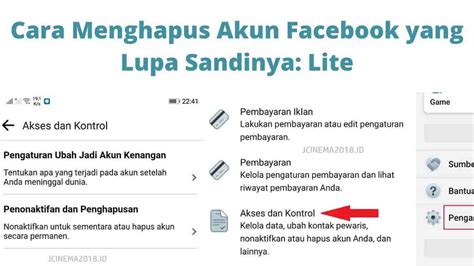 Cara Menghapus Akun Facebook yang
Lupa Sandinya: Lite
19,1
K/s
22:41
Akses dan Kontrol
Pengaturan Ubah Jadi Akun Kenangan
Tentukan apa yang terjadi pada akun setelah
Anda meninggal dunia.
Penonaktifan dan Penghapusan
Nonaktifkan untuk sementara atau hapus akun
secara permanen.
JCINEMA2018.ID
Pembayaran Iklan
Lakukan pembayaran atau edit pengaturan
pembayaran.
JCINEMA2018.ID
Pembayaran
Kelola pengaturan pembayaran dan lihat
riwayat pembayaran Anda.
Akses dan Kontrol
Kelola data, ubah kontak pewaris,
nonaktifkan atau hapus akun Anda, dan
lainnya.
Game
Sumbe
Bantua
Pengat